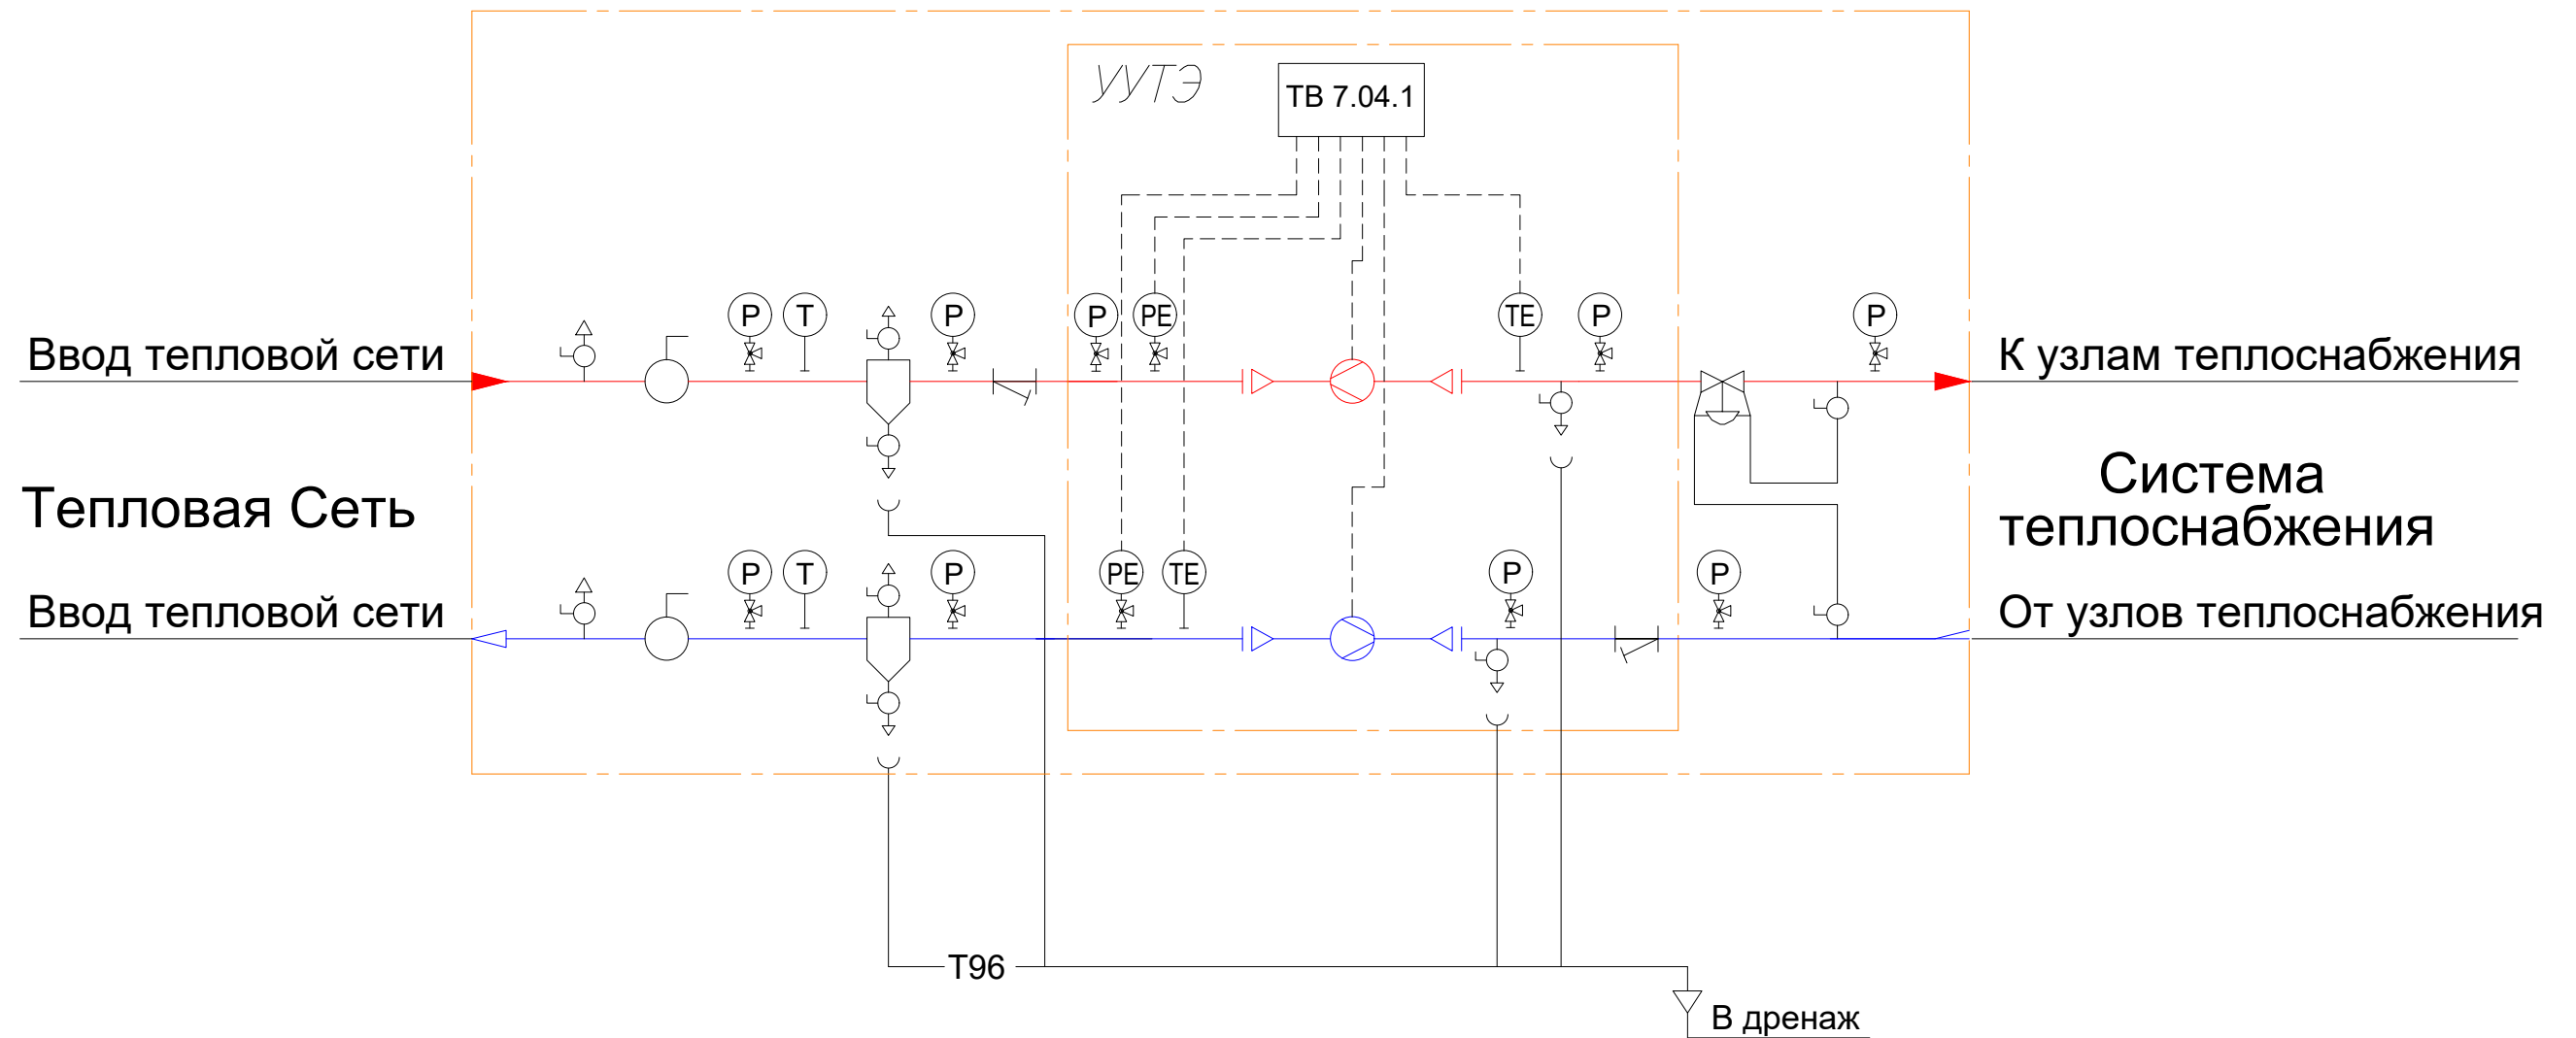 УУТЭ
ТВ 7.04.1
P
T
P
P
PE
TE
P
P
Ввод тепловой сети
К узлам теплоснабжения
Тепловая Сеть
Система
теплоснабжения
P
T
P
PE
TE
P
P
Ввод тепловой сети
От узлов теплоснабжения
Т96
В дренаж